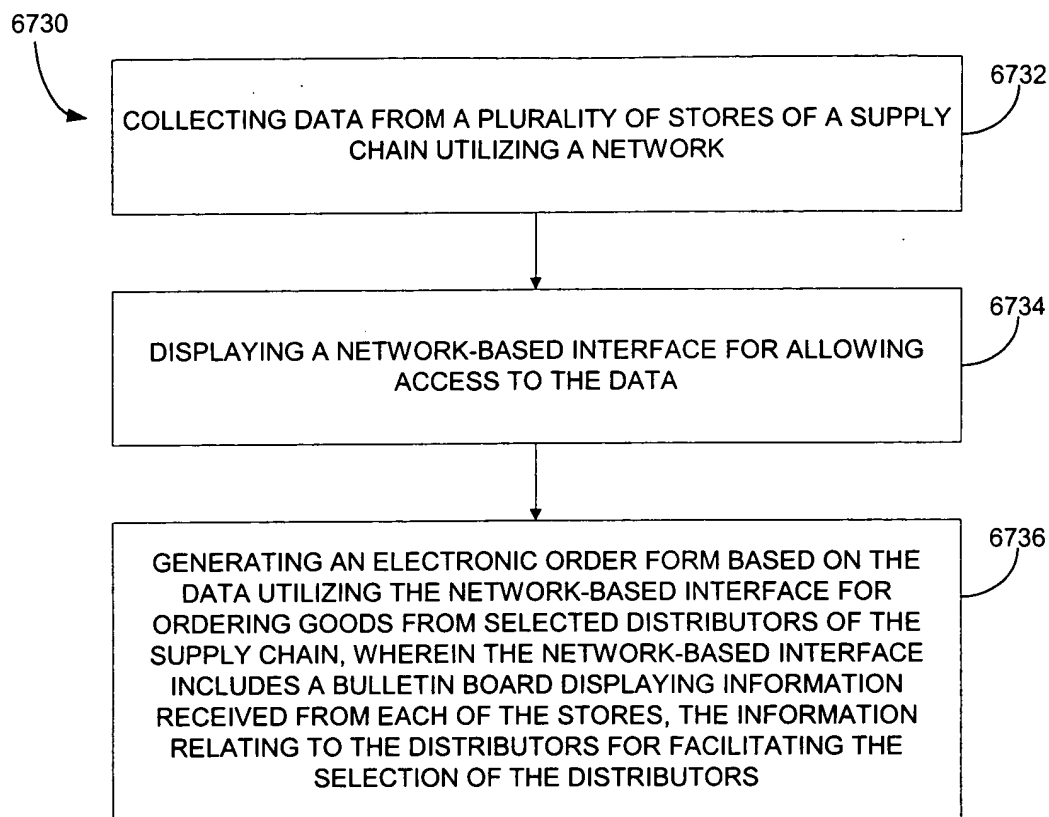 6730
6732
COLLECTING DATA FROM A PLURALITY OF STORES OF A SUPPLY
CHAIN UTILIZING A NETWORK
6734
DISPLAYING A NETWORK-BASED INTERFACE FOR ALLOWING
ACCESS TO THE DATA
6736
GENERATING AN ELECTRONIC ORDER FORM BASED ON THE
DATA UTILIZING THE NETWORK-BASED INTERFACE FOR
ORDERING GOODS FROM SELECTED DISTRIBUTORS OF THE
SUPPLY CHAIN, WHEREIN THE NETWORK-BASED INTERFACE
INCLUDES A BULLETIN BOARD DISPLAYING INFORMATION
RECEIVED FROM EACH OF THE STORES, THE INFORMATION
RELATING TO THE DISTRIBUTORS FOR FACILITATING THE
SELECTION OF THE DISTRIBUTORS